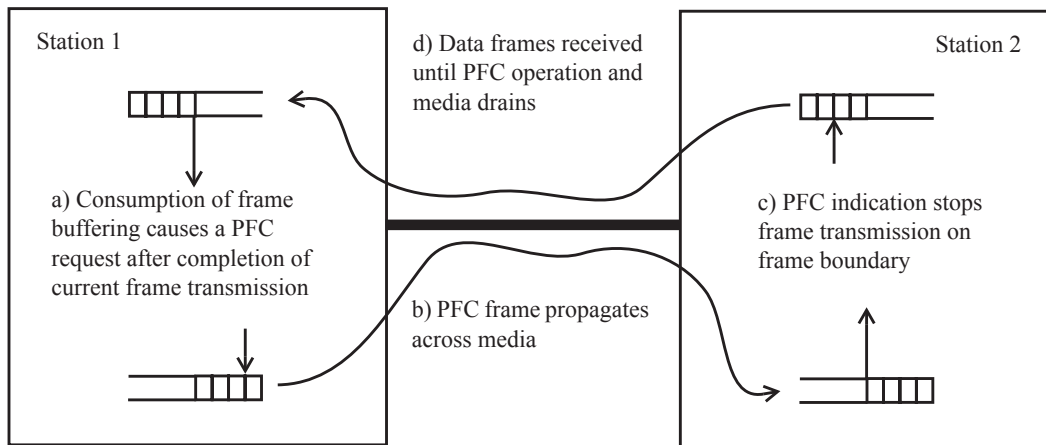 Station 1
a) Consumption of frame
buffering causes a PFC
request after completion of
current frame transmission
d) Data frames received
until PFC operation and
media drains
b) PFC frame propagates
across media
Station 2
c) PFC indication stops
frame transmission on
frame boundary